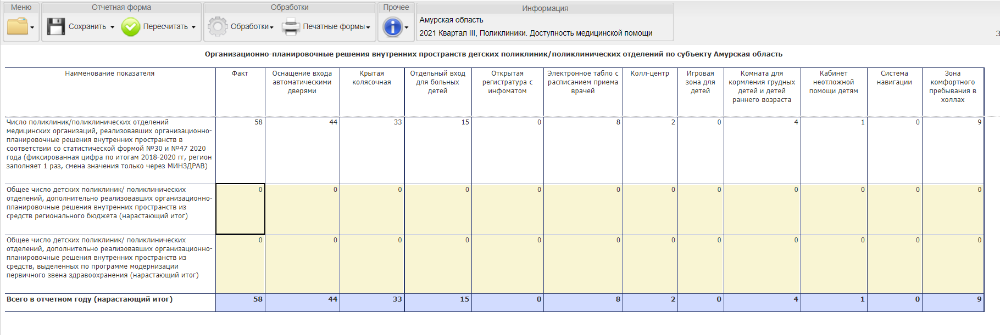 Меню
Отчетная форма
Обработки
Прочее
Информация
Сохранить
Пересчитать
Обработки
Печатные формы
Амурская область
2021 Квартал III, Поликлиники. Доступность медицинской помощи
Организационно-планировочные решения внутренних пространств детских поликлиник/поликлинических отделений по субъекту Амурская область
Наименование показателя
Факт
Оснащение входа
автоматическими
дверями
Крытая
колясочная
Отдельный вход
для больных
детей
Открытая
регистратура с
инфоматом
Электронное табло с
расписанием приема
врачей
Колл-центр
Игровая
зона для
детей
Комната для
кормления грудных
детей и детей
раннего возраста
Кабинет
неотложной
помощи детям
Система
навигации
Зона
комфортного
пребывания в
холлах
Число поликлиник/поликлинических отделений
медицинских организаций, реализовавших организационно-
планировочные решения внутренних пространств в
соответствии со статистической формой №30 и №47 2020
года (фиксированная цифра по итогам 2018-2020 гг, регион
заполняет 1 раз, смена значения только через МИНЗДРАВ)
58 44 33 15 0 8 2 0 4 1 0 9
Общее число детских поликлиник/ поликлинических
отделений, дополнительно реализовавших организационно-
планировочные решения внутренних пространств из
средств регионального бюджета (нарастающий итог)
0 0 0 0 0 0 0 0 0 0 0 0
Общее число детских поликлиник/ поликлинических
отделений, дополнительно реализовавших организационно-
планировочные решения внутренних пространств из
средств, выделенных по программе модернизации
первичного звена здравоохранения (нарастающий итог)
0 0 0 0 0 0 0 0 0 0 0 0
Всего в отчетном году (нарастающий итог)
58 44 33 15 0 8 2 0 4 1 0 9